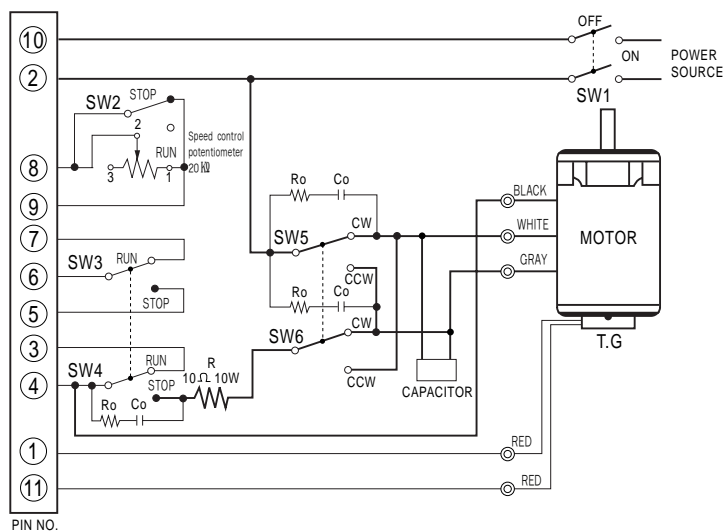 OFF
10
ON
POWER
SOURCE
2
SW1
STOP
SW2
2
Speed control
potentiometer
20 kΩ
RUN
8
3
1
Ro
Co
BLACK
9
CW
WHITE
MOTOR
7
SW5
SW3
RUN
GRAY
6
CCW
STOP
Ro
Co
5
CW
T.G
3
SW6
RUN
R
SW4
10Ω 10W
4
STOP
CCW
CAPACITOR
Ro
Co
RED
1
RED
11
PIN NO.